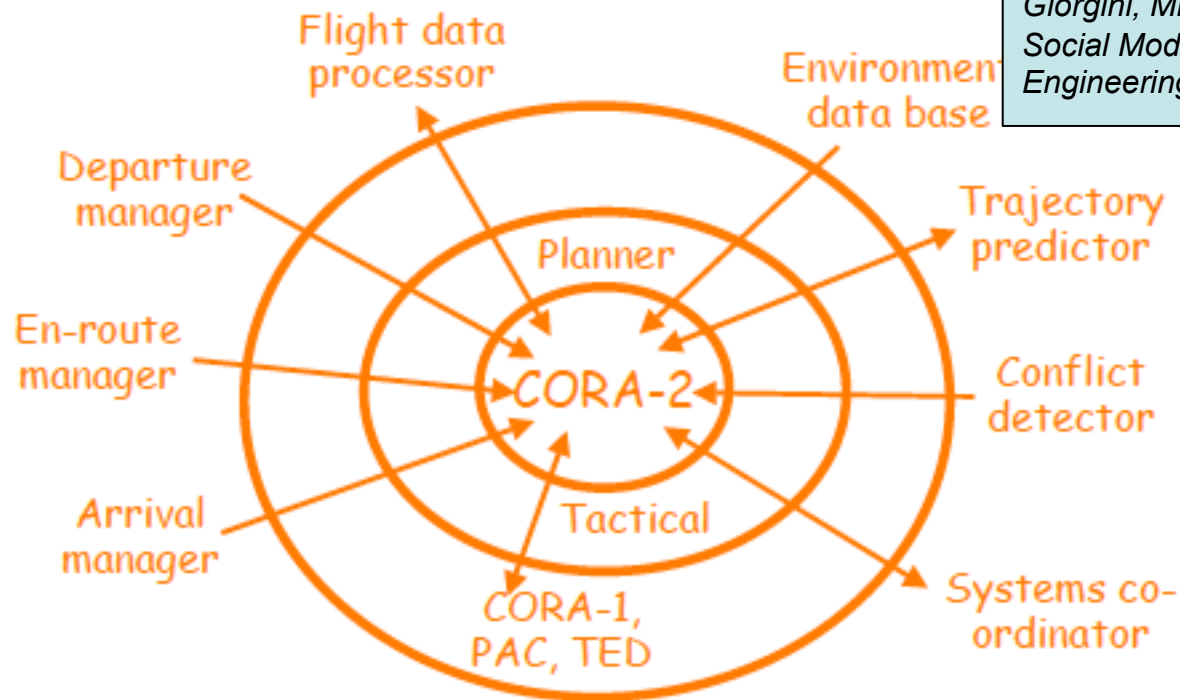 Giorgini,
Social
Engineering
Flight data
processor
Environment
data base
Departure
manager
Trajectory
predictor
Planner
En-route
manager
CORA-2
Conflict
detector
Arrival
manager
Tactical
CORA-1,
PAC, TED
Systems co-
ordinator